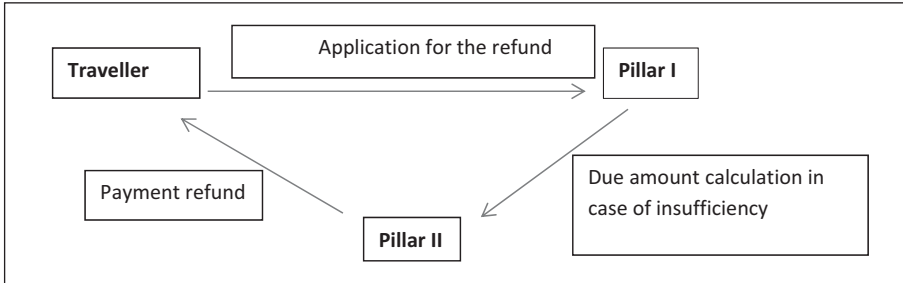 Application for the refund
Traveller
Pillar I
Payment refund
Due amount calculation in
case of insufficiency
Pillar II